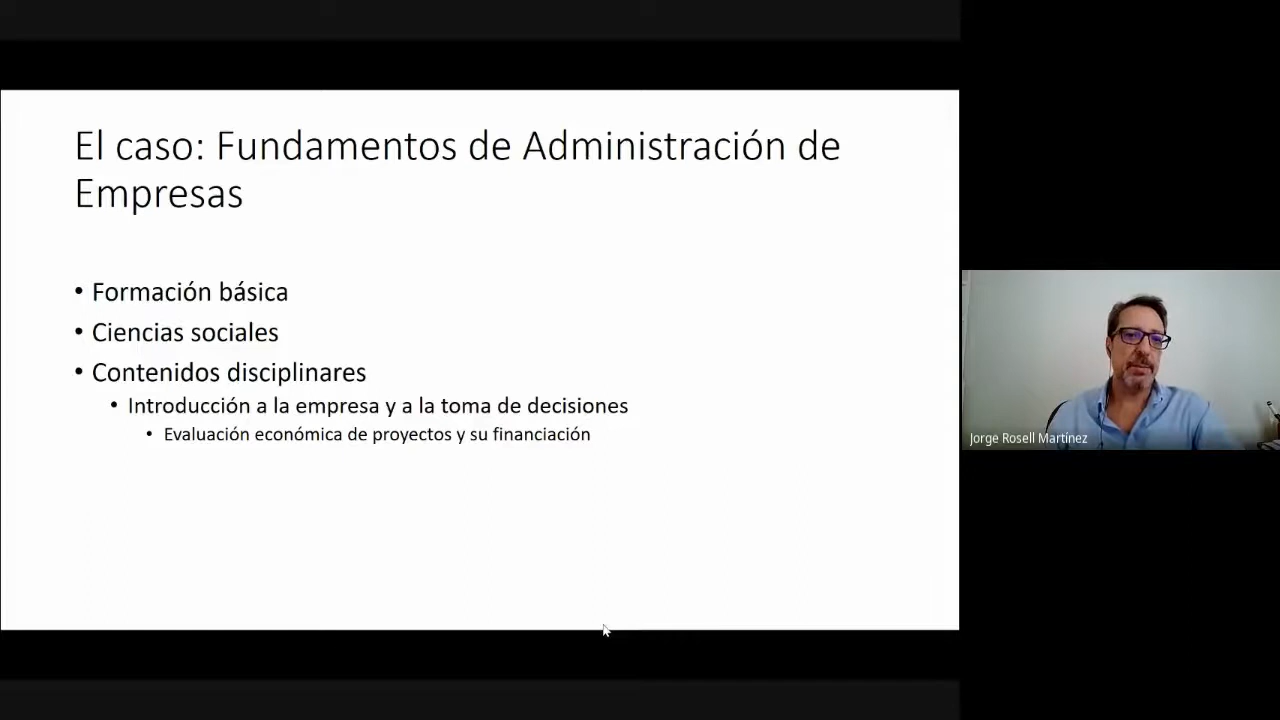 El caso: Fundamentos de Administración de
Empresas
• Formación básica
• Ciencias sociales
• Contenidos disciplinares
• Introducción a la empresa y a la toma de decisiones
• Evaluación económica de proyectos y su financiación
Jorge Rosell Martínez